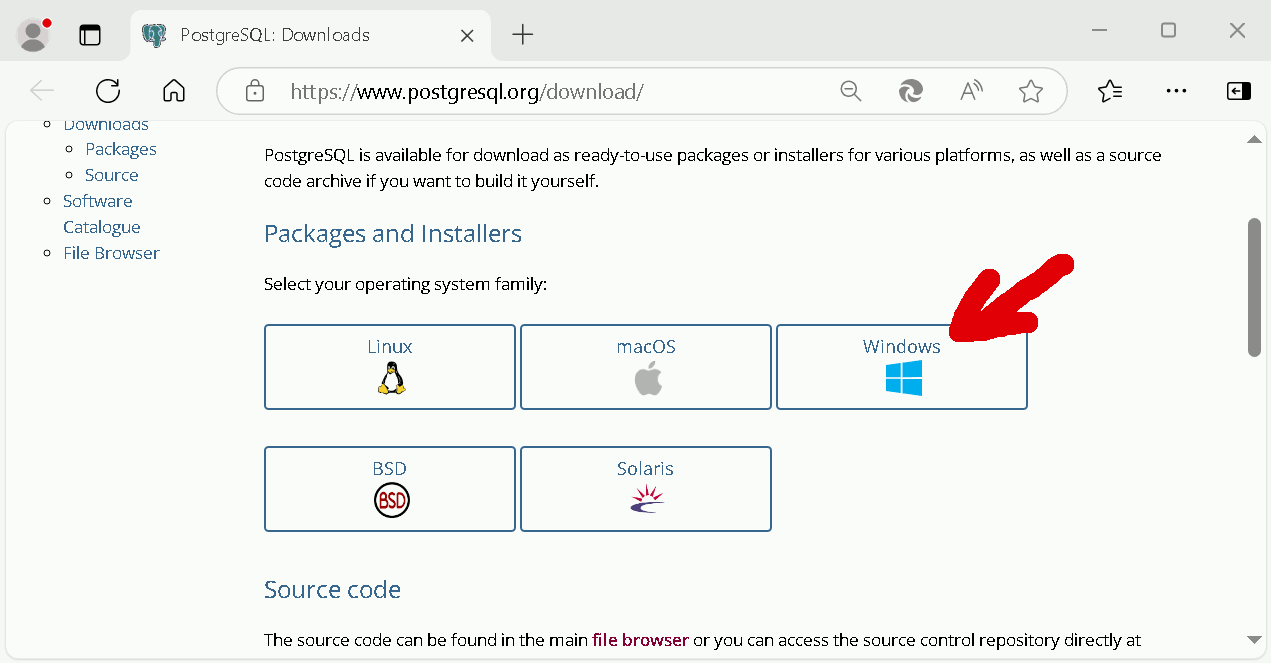 PostgreSQL: Downloads
https://www.postgresql.org/download/
Downloads
Packages
Source
Software
Catalogue
File Browser
PostgreSQL is available for download as ready-to-use packages or installers for various platforms, as well as a source
code archive if you want to build it yourself.
Packages and Installers
Select your operating system family:
Linux
macOS
Windows
BSD
Solaris
BSD
Source code
The source code can be found in the main file browser or you can access the source control repository directly at